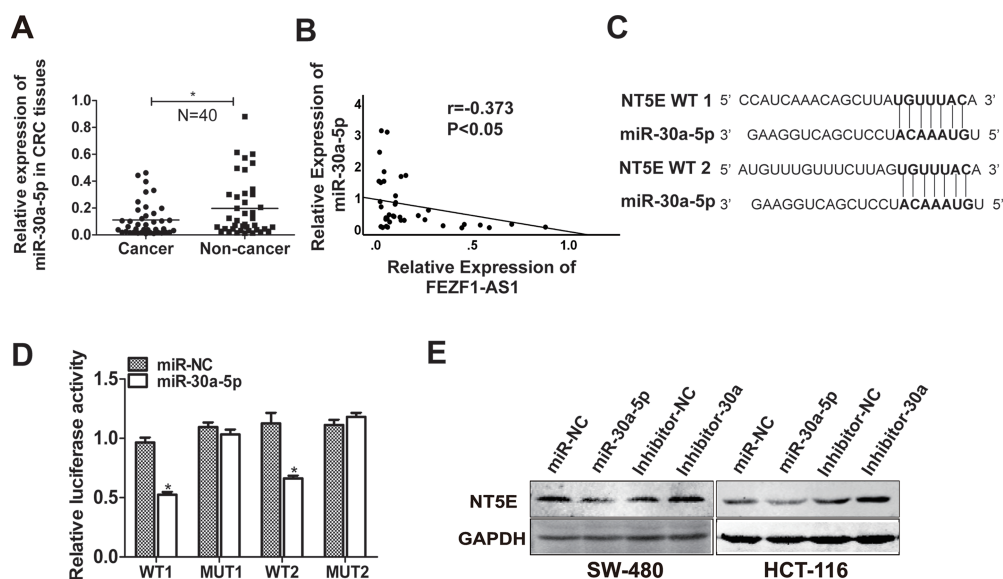 A
Relative expression of
miR-30a-5p in CRC tissues
1.0
0.8
0.6
0.4
0.2
0.0
*
N=40
Cancer
Non-cancer
B
Relative Expression of
miR-30a-5p
4
3
2
1
0
r=-0.373
P<0.05
.0
.5
1.0
Relative Expression of
FEZF1-AS1
C
NT5E WT 1 5' CCAUCAAACAGCUUAUGUUUACA 3'
miR-30a-5p 3' GAAGGUCAGCUCCUACAAAUGU 5'
NT5E WT 2 5' AUGUUUGUUUCUUAGUGUUUACA 3'
miR-30a-5p 3' GAAGGUCAGCUCCUACAAAUGU 5'
D
Relative luciferase activity
miR-NC
miR-30a-5p
1.5
1.0
0.5
0.0
*
*
WT1
MUT1
WT2
MUT2
E
miR-NC
miR-30a-5p
Inhibitor-NC
Inhibitor-30a
miR-NC
miR-30a-5p
Inhibitor-NC
Inhibitor-30a
NT5E
GAPDH
SW-480
HCT-116